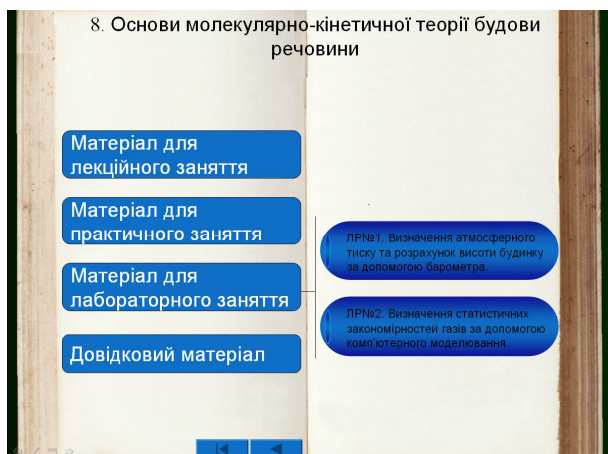 8. Основи молекулярно-кінетичної теорії будови
речовини
Матеріал для
лекційного заняття
Матеріал для
практичного заняття
Матеріал для
лабораторного заняття
Довідковий матеріал
ЛР№1. Визначення атмосферного
тиску та розрахунок висоти будинку
за допомогою барометра.
ЛР№2. Визначення статистичних
закономірностей газів за допомогою
комп'ютерного моделювання.